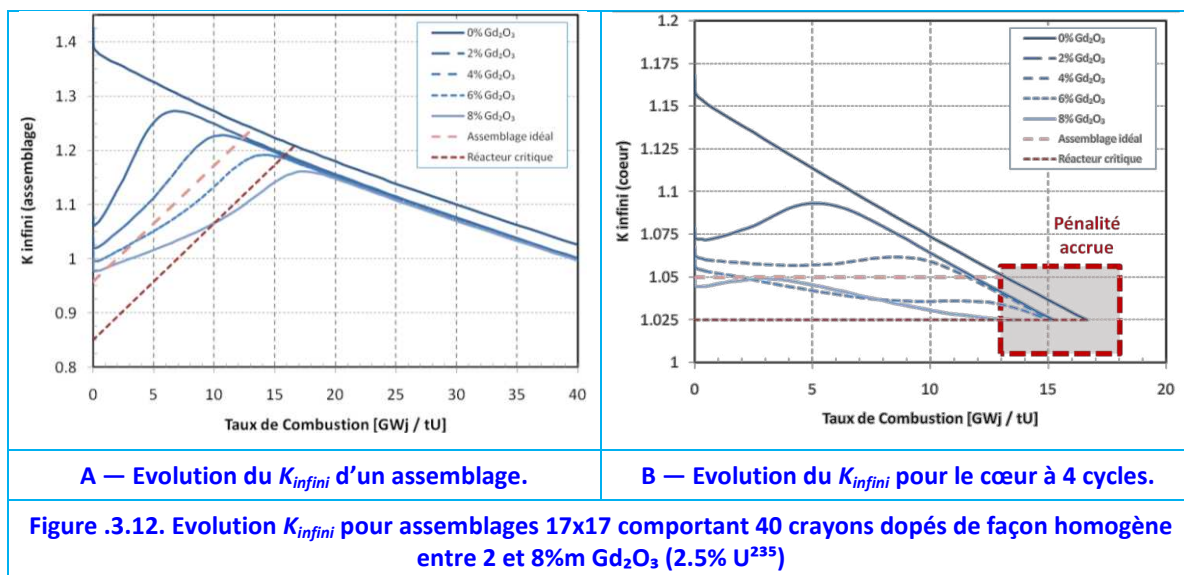 1.4
1.3
1.2
1.1
1
0.9
0.8
K infini (assemblage)
0% Gd₂O₃
2% Gd₂O₃
4% Gd₂O₃
6% Gd₂O₃
8% Gd₂O₃
Assemblage idéal
Réacteur critique
0 5 10 15 20 25 30 35 40
Taux de Combustion [GWj / tU]
1.2
1.175
1.15
1.125
1.1
1.075
1.05
1.025
1
K infini (coeur)
0% Gd₂O₃
2% Gd₂O₃
4% Gd₂O₃
6% Gd₂O₃
8% Gd₂O₃
Assemblage idéal
Réacteur critique
Pénalité
accrue
0 5 10 15 20
Taux de Combustion [GWj / tU]
A — Evolution du Kinfini d’un assemblage.
B — Evolution du Kinfini pour le cœur à 4 cycles.
Figure .3.12. Evolution Kinfini pour assemblages 17x17 comportant 40 crayons dopés de façon homogène
entre 2 et 8%m Gd₂O₃ (2.5% U²³⁵)